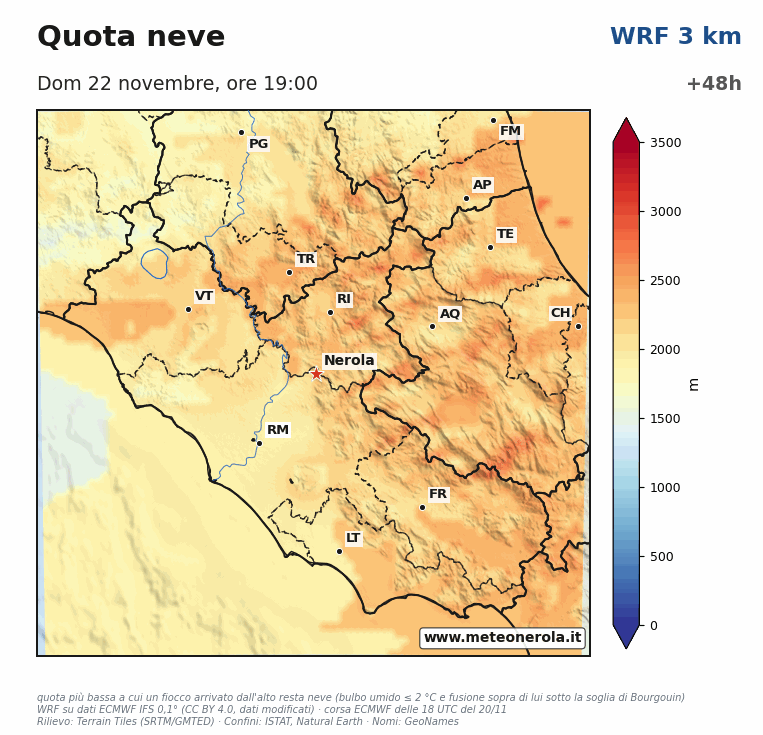 Quota neve
WRF 3 km
Dom 22 novembre, ore 19:00
+48h
FM
PG
AP
TE
TR
VT
RI
AQ
CH
Nerola
RM
FR
LT
www.meteonerola.it
3500
3000
2500
2000
1500
1000
500
0
m
quota più bassa a cui un fiocco arrivato dall'alto resta neve (bulbo umido ≤ 2 °C e fusione sopra di lui sotto la soglia di Bourgouin)
WRF su dati ECMWF IFS 0,1° (CC BY 4.0, dati modificati) · corsa ECMWF delle 18 UTC del 20/11
Rilievo: Terrain Tiles (SRTM/GMTED) · Confini: ISTAT, Natural Earth · Nomi: GeoNames